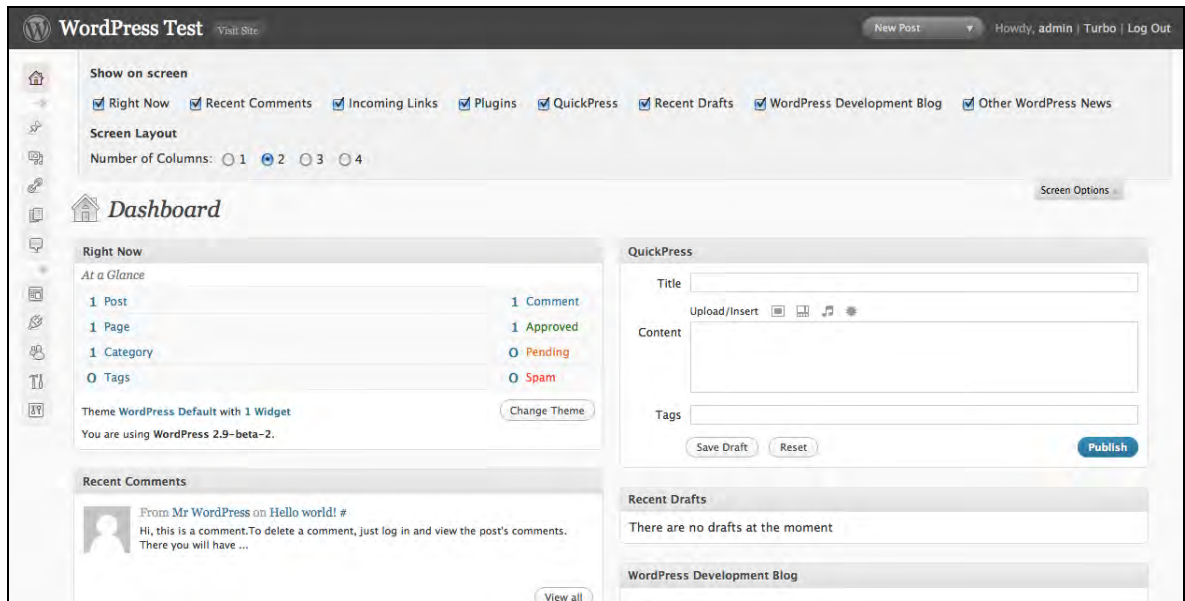 WordPress Test Visit Site New Post Howdy, admin | Turbo | Log Out
Show on screen
Right Now Recent Comments Incoming Links Plugins QuickPress Recent Drafts WordPress Development Blog Other WordPress News
Screen Layout
Number of Columns: 1 2 3 4
Screen Options
Dashboard
Right Now
At a Glance
1 Post 1 Comment
1 Page 1 Approved
1 Category 0 Pending
0 Tags 0 Spam
Theme WordPress Default with 1 Widget Change Theme
You are using WordPress 2.9-beta-2.
Recent Comments
From Mr WordPress on Hello world! #
Hi, this is a comment.To delete a comment, just log in and view the post's comments.
There you will have ...
View all
QuickPress
Title
Upload/Insert
Content
Tags
Save Draft Reset Publish
Recent Drafts
There are no drafts at the moment
WordPress Development Blog